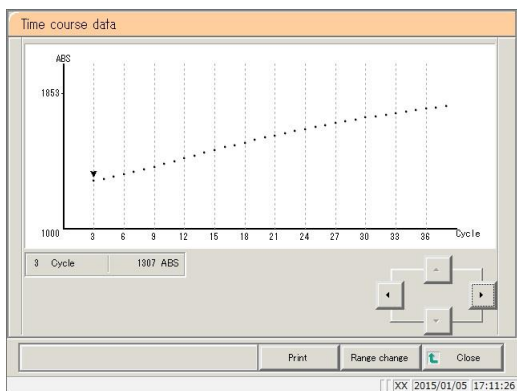 Time course data
ABS
1853
1000
3 6 9 12 15 18 21 24 27 30 33 36 Cycle
3 Cycle 1307 ABS
Print Range change Close
XX 2015/01/05 17:11:26